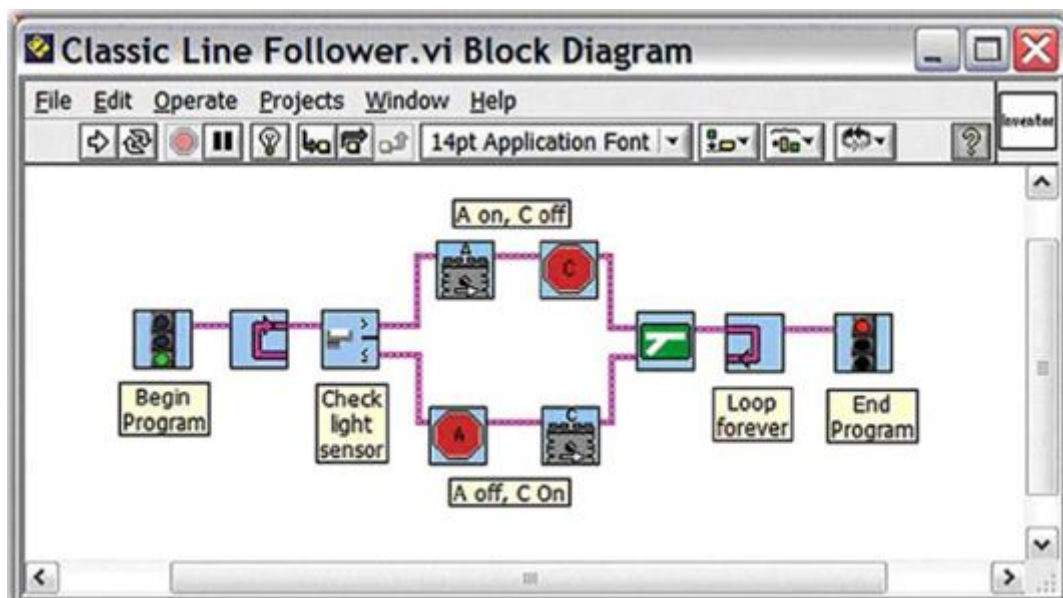 Classic Line Follower.vi Block Diagram
File Edit Operate Projects Window Help
14pt Application Font
Inventor
A on, C off
A
C
Begin
Program
Check
light
sensor
Loop
forever
End
Program
A
C
A off, C On